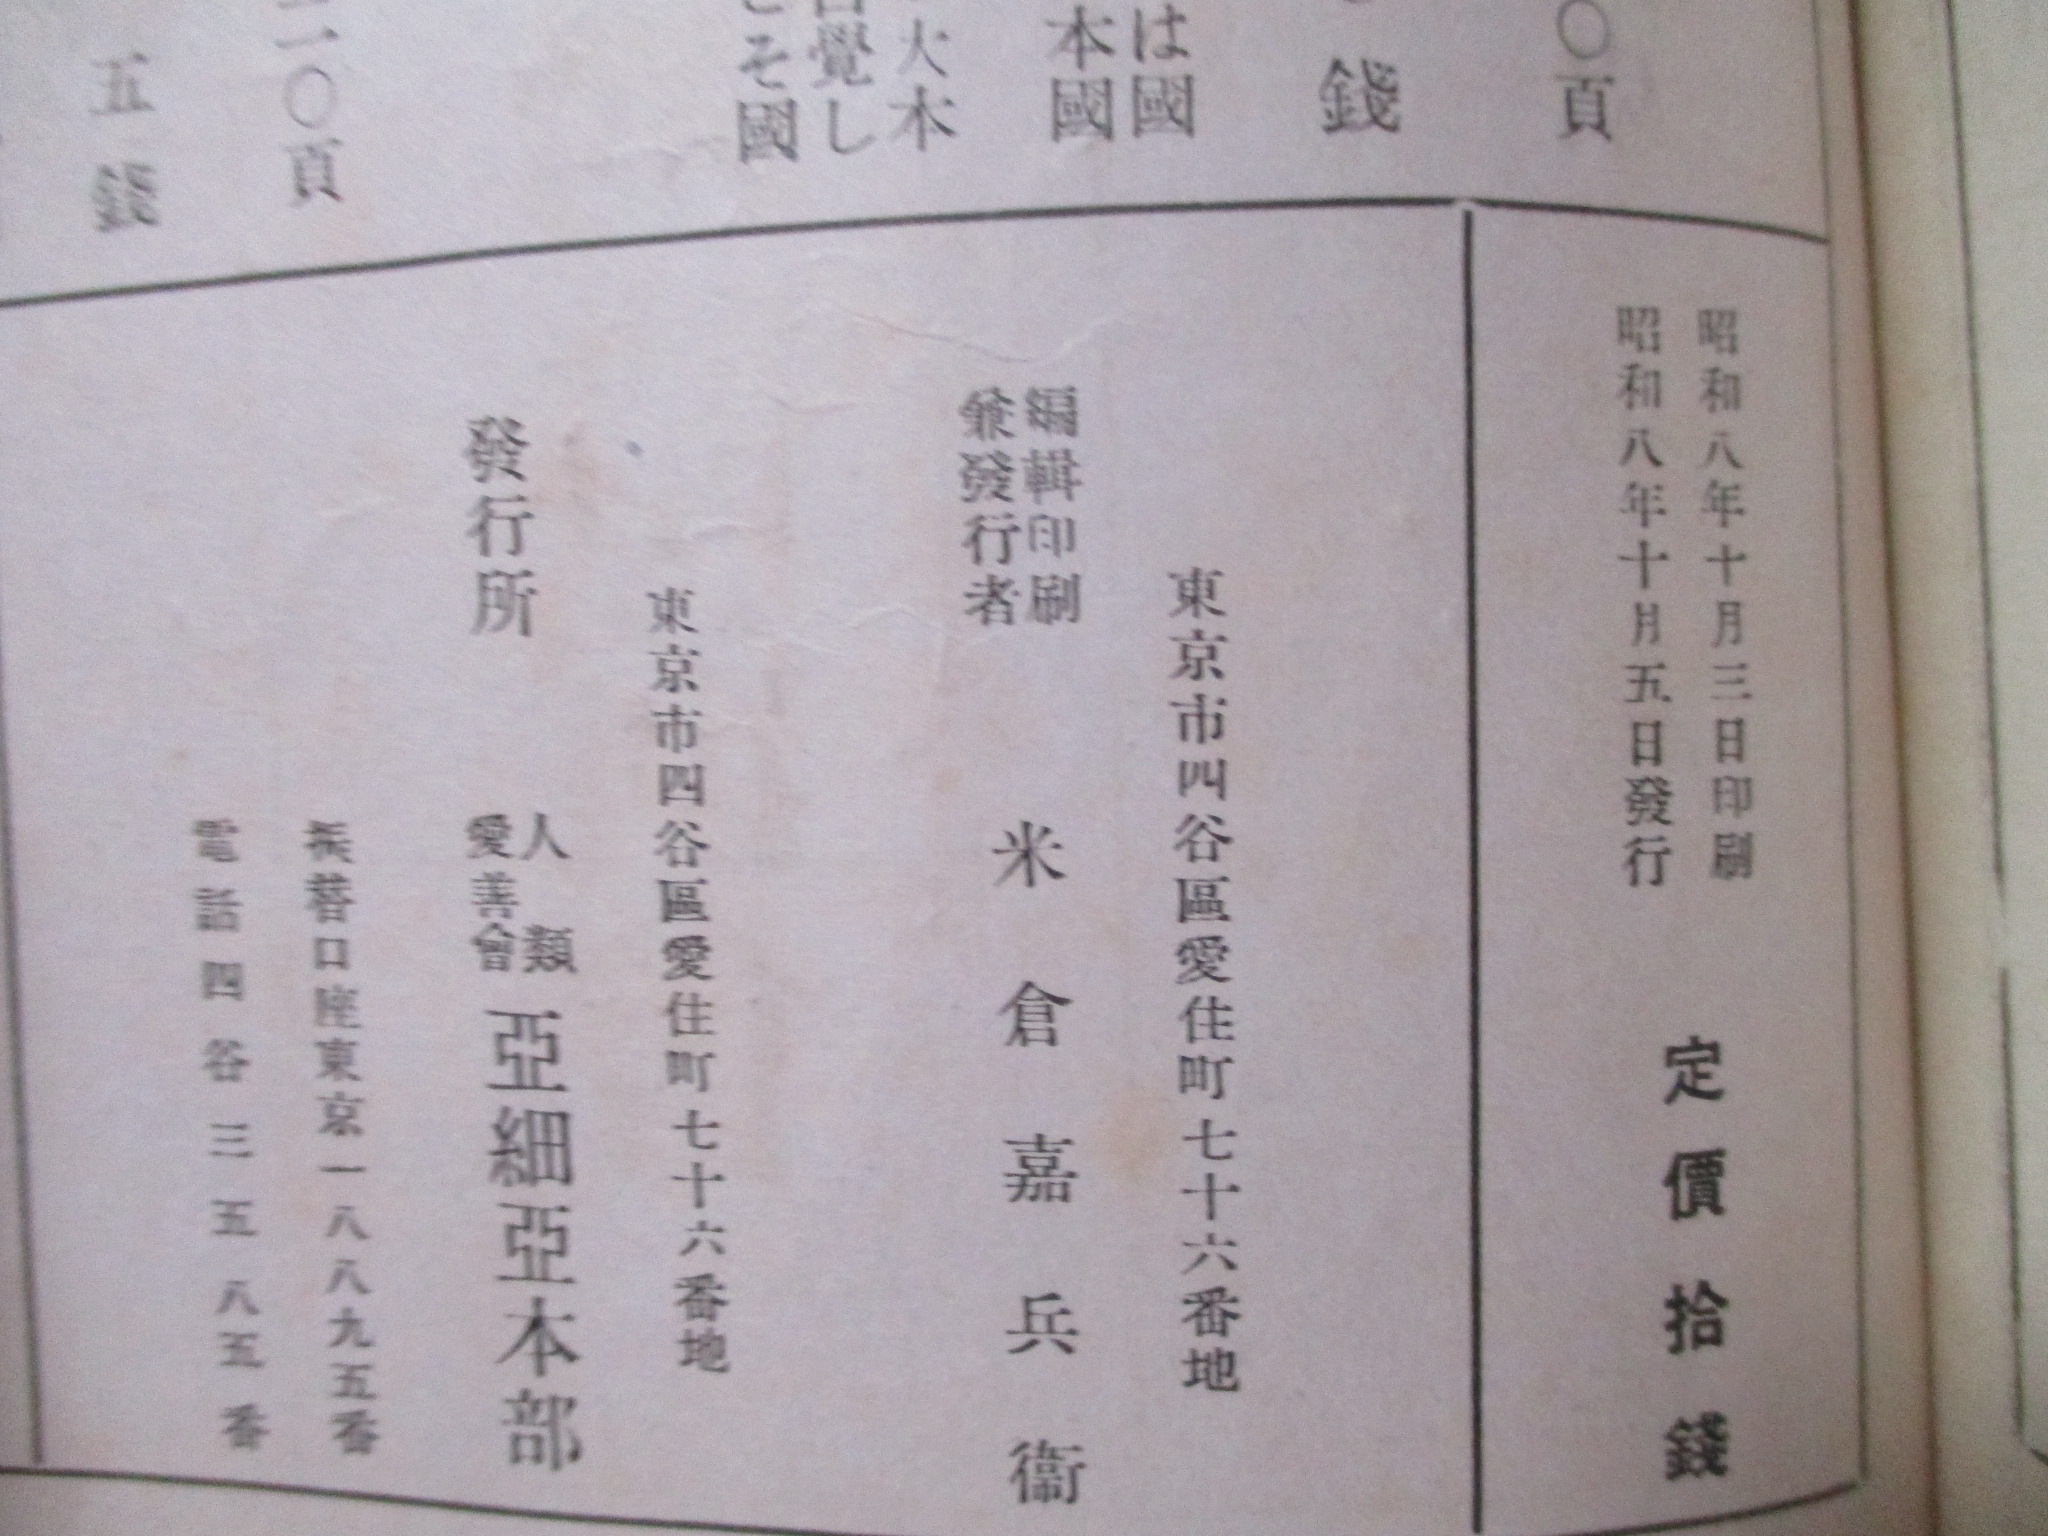 〇頁
錢
は國
本國
火本
覺し
こそ國
一〇頁
五錢
昭和八年十月三日印刷
昭和八年十月五日發行
定價拾錢
東京市四谷區愛住町七十六番地
編輯印刷
兼發行者
米倉嘉兵衞
東京市四谷區愛住町七十六番地
發行所
人類
愛善會
亞細亞本部
振替口座東京一八八九五番
電話四谷三五八五番